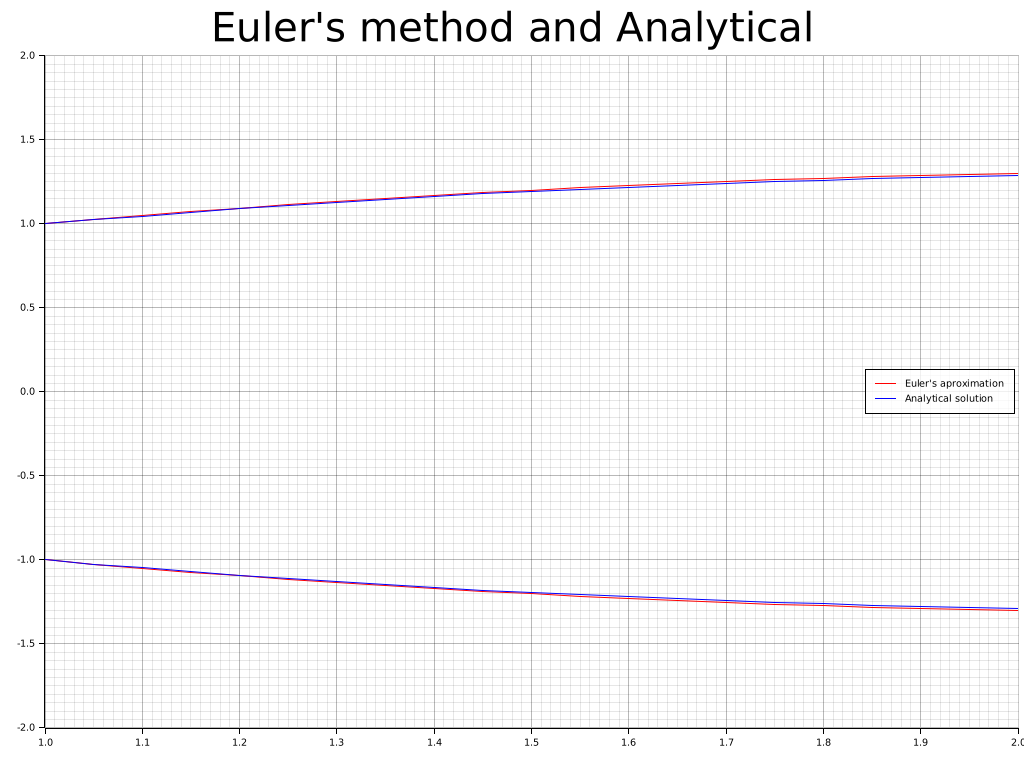 Euler's method and Analytical
2.0
1.5
1.0
0.5
0.0
-0.5
-1.0
-1.5
-2.0
Euler's aproximation
Analytical solution
1.0 1.1 1.2 1.3 1.4 1.5 1.6 1.7 1.8 1.9 2.0